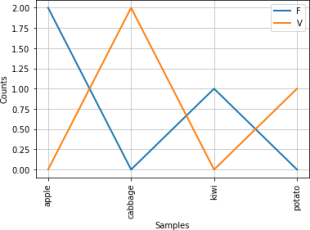 2.00
1.75
1.50
1.25
1.00
0.75
0.50
0.25
0.00
Counts
F
V
apple
cabbage
kiwi
potato
Samples